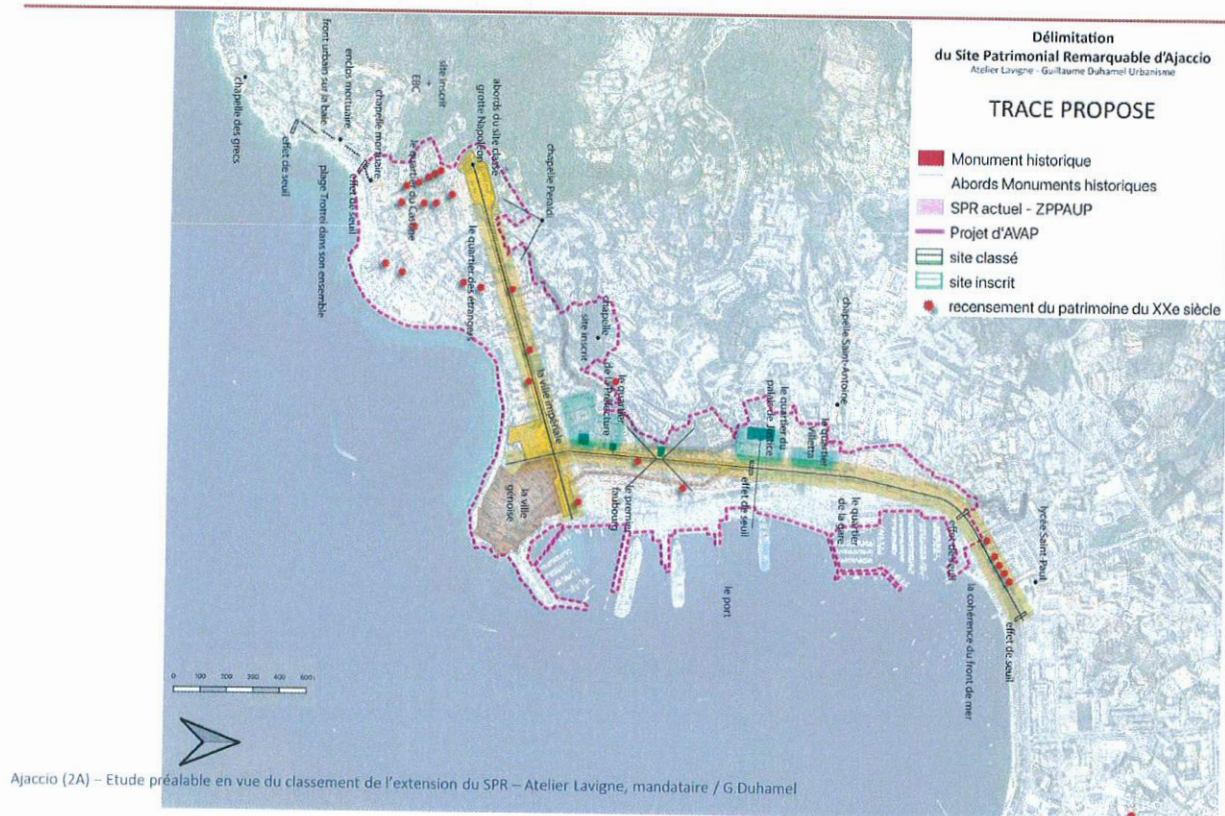 Délimitation
du Site Patrimonial Remarquable d'Ajaccio
Atelier Lavigne - Guillaume Duhamel Urbanisme
TRACE PROPOSE
Monument historique
Abords Monuments historiques
SPR actuel - ZPPAUP
Projet d'AVAP
site classé
site inscrit
recensement du patrimoine du XXe siècle
chapelle des grecs
effet de seuil
front urbain sur la baie
enclos mortuaire
chapelle mortuaire
plage Trottel dans son ensemble
effet de seuil
EBC
site inscrit
abords du site classé
grotte Napoléon
chapelle Peraldi
le quartier du Casone
le quartier des étrangers
chapelle
site inscrit
la ville impériale
le quartier
de la Préfecture
la ville
génoise
le premier
faubourg
chapelle Saint-Antoine
le quartier du
palais de Justice
le quartier
Villetta
effet de seuil
le quartier
de la gare
le port
lycée Saint-Paul
effet de seuil
la cohérence du front de mer
effet de seuil
0 100 200 300 400 600
Ajaccio (2A) – Etude préalable en vue du classement de l'extension du SPR – Atelier Lavigne, mandataire / G.Duhamel